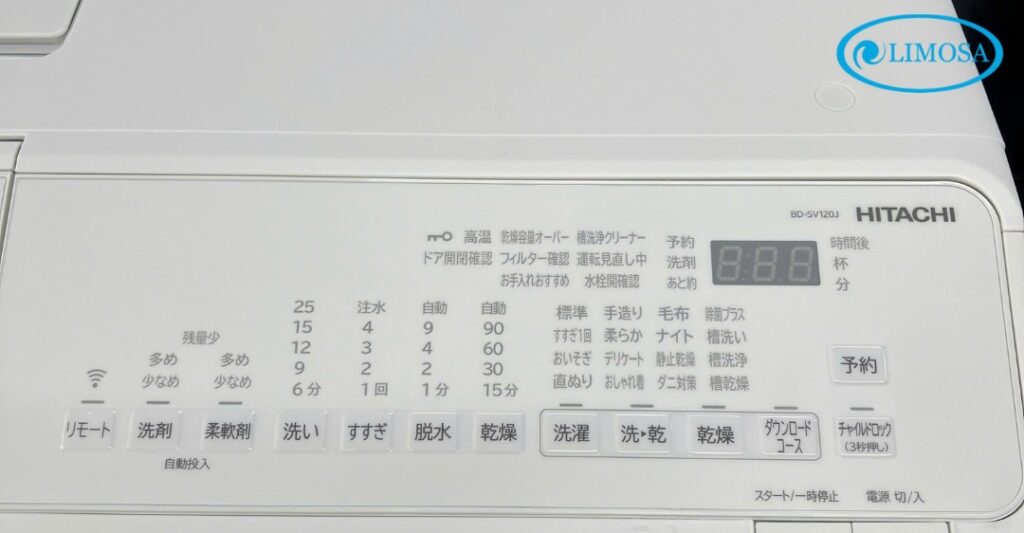 LIMOSA
BD-SV120J HITACHI
高温 乾燥容量オーバー 槽洗浄クリーナー 予約 時間後
ドア開閉確認 フィルター確認 運転見直し中 洗剤 杯
お手入れおすすめ 水栓開確認 あと約 分
25 注水 自動 自動 標準 手造り 毛布 除菌プラス
15 4 9 90 すすぎ1回 柔らか ナイト 槽洗い
残量少 12 3 4 60 おいそぎ デリケート 静止乾燥 槽洗浄
多め 多め 9 2 2 30 直ぬり おしゃれ着 ダニ対策 槽乾燥
少なめ 少なめ 6分 1回 1分 15分
予約
リモート 洗剤 柔軟剤 洗い すすぎ 脱水 乾燥 洗濯 洗▸乾 乾燥 ダウンロード
コース
チャイルドロック
(3秒押し)
自動投入
スタート/一時停止 電源 切/入